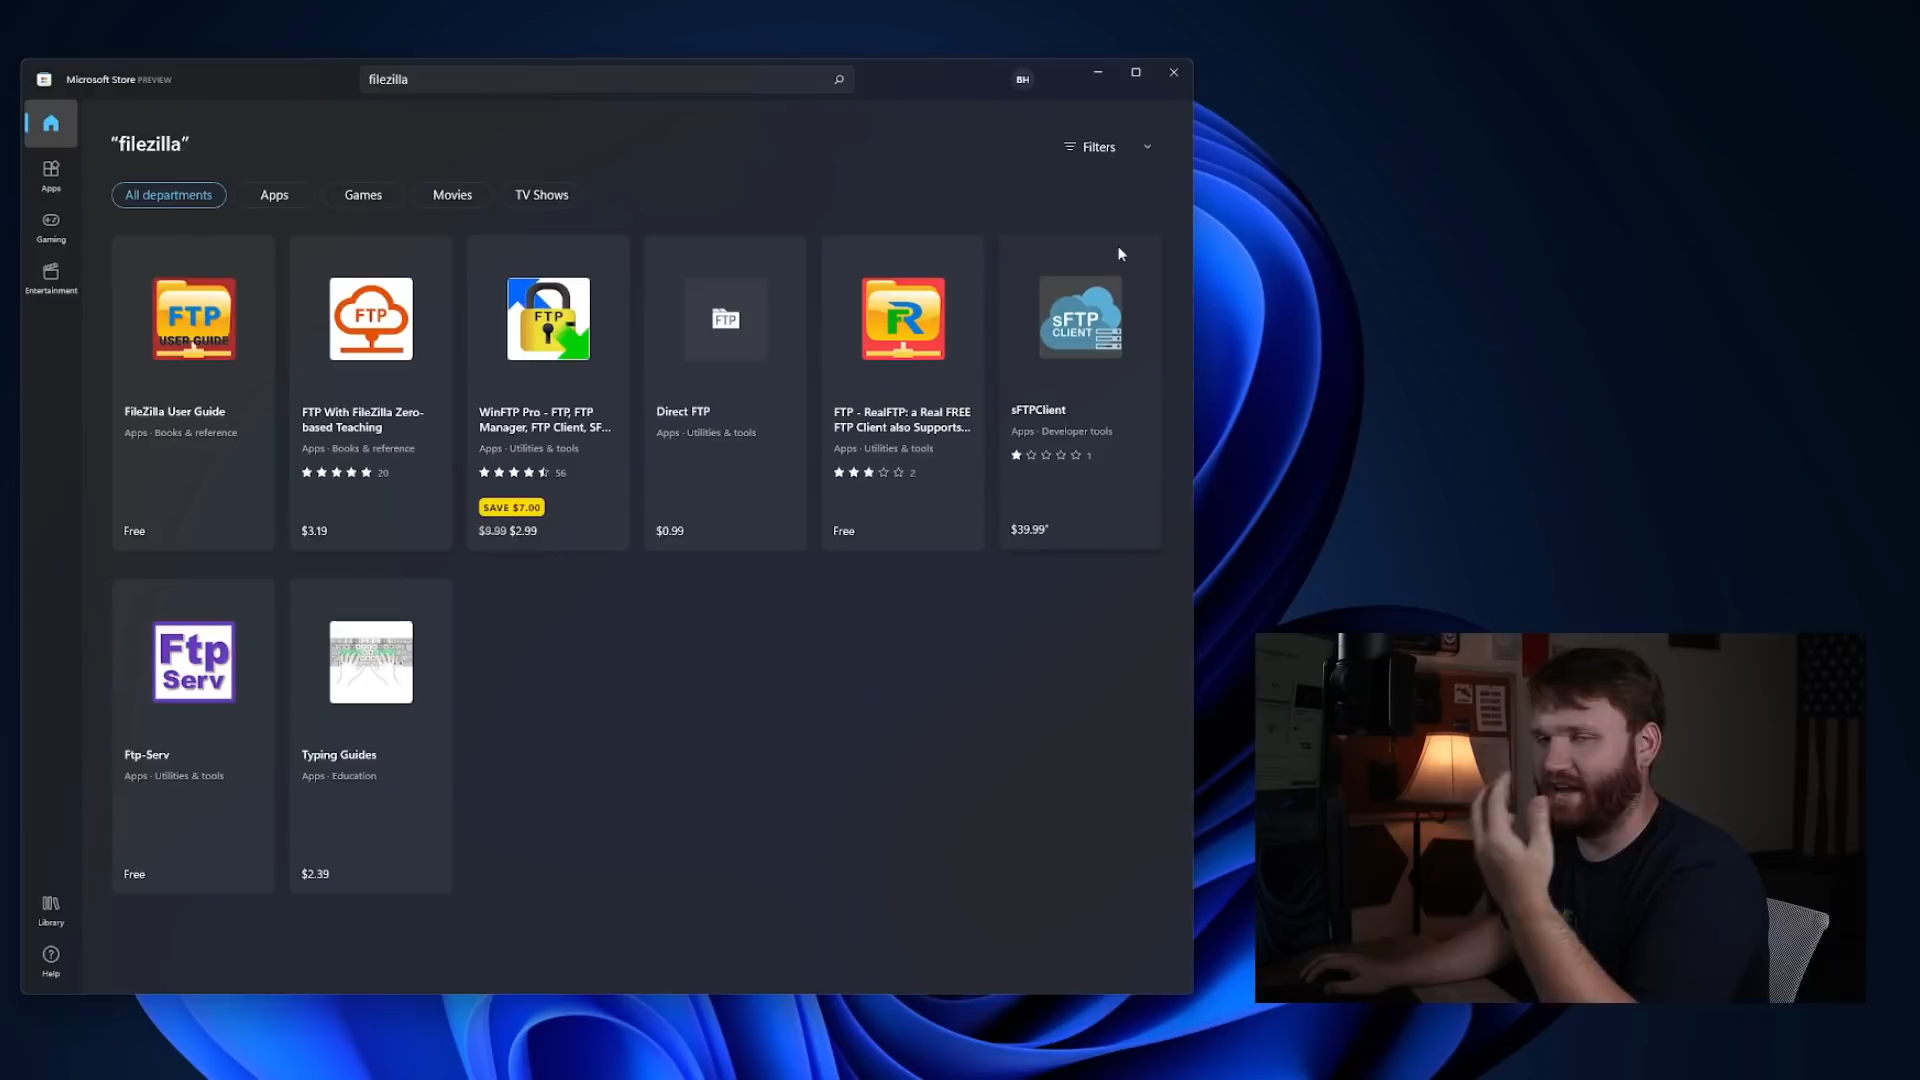 Microsoft Store PREVIEW
filezilla
BH
"filezilla"
Filters
All departments
Apps
Games
Movies
TV Shows
Apps
Gaming
Entertainment
Library
Help
FTP
USER GUIDE
FileZilla User Guide
Apps · Books & reference
Free
FTP
FTP With FileZilla Zero-
based Teaching
Apps · Books & reference
20
$3.19
FTP
WinFTP Pro - FTP, FTP
Manager, FTP Client, SF...
Apps · Utilities & tools
56
SAVE $7.00
$9.99 $2.99
FTP
Direct FTP
Apps · Utilities & tools
$0.99
R
FTP - RealFTP: a Real FREE
FTP Client also Supports...
Apps · Utilities & tools
2
Free
sFTP
CLIENT
sFTPClient
Apps · Developer tools
1
$39.99*
Ftp
Serv
Ftp-Serv
Apps · Utilities & tools
Free
Typing Guides
Apps · Education
$2.39